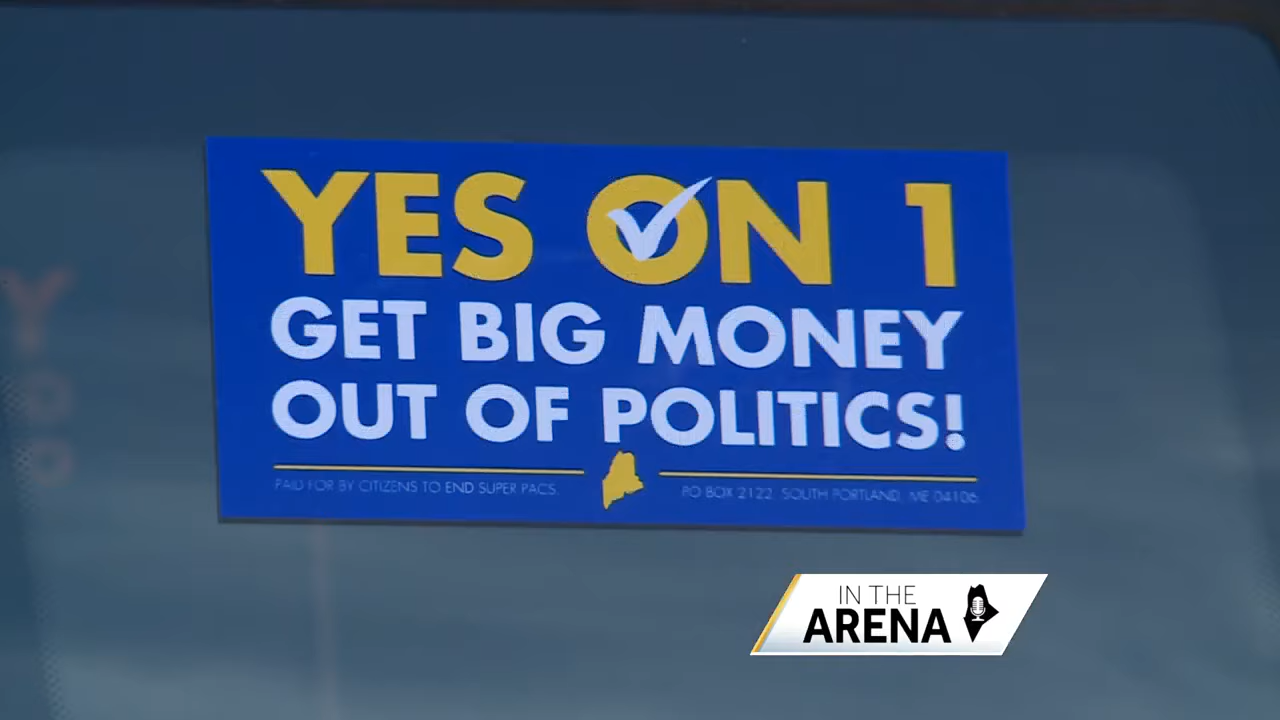 YES ON 1
GET BIG MONEY
OUT OF POLITICS!
PAID FOR BY CITIZENS TO END SUPER PACS.
PO BOX 2122, SOUTH PORTLAND, ME 04106
IN THE
ARENA